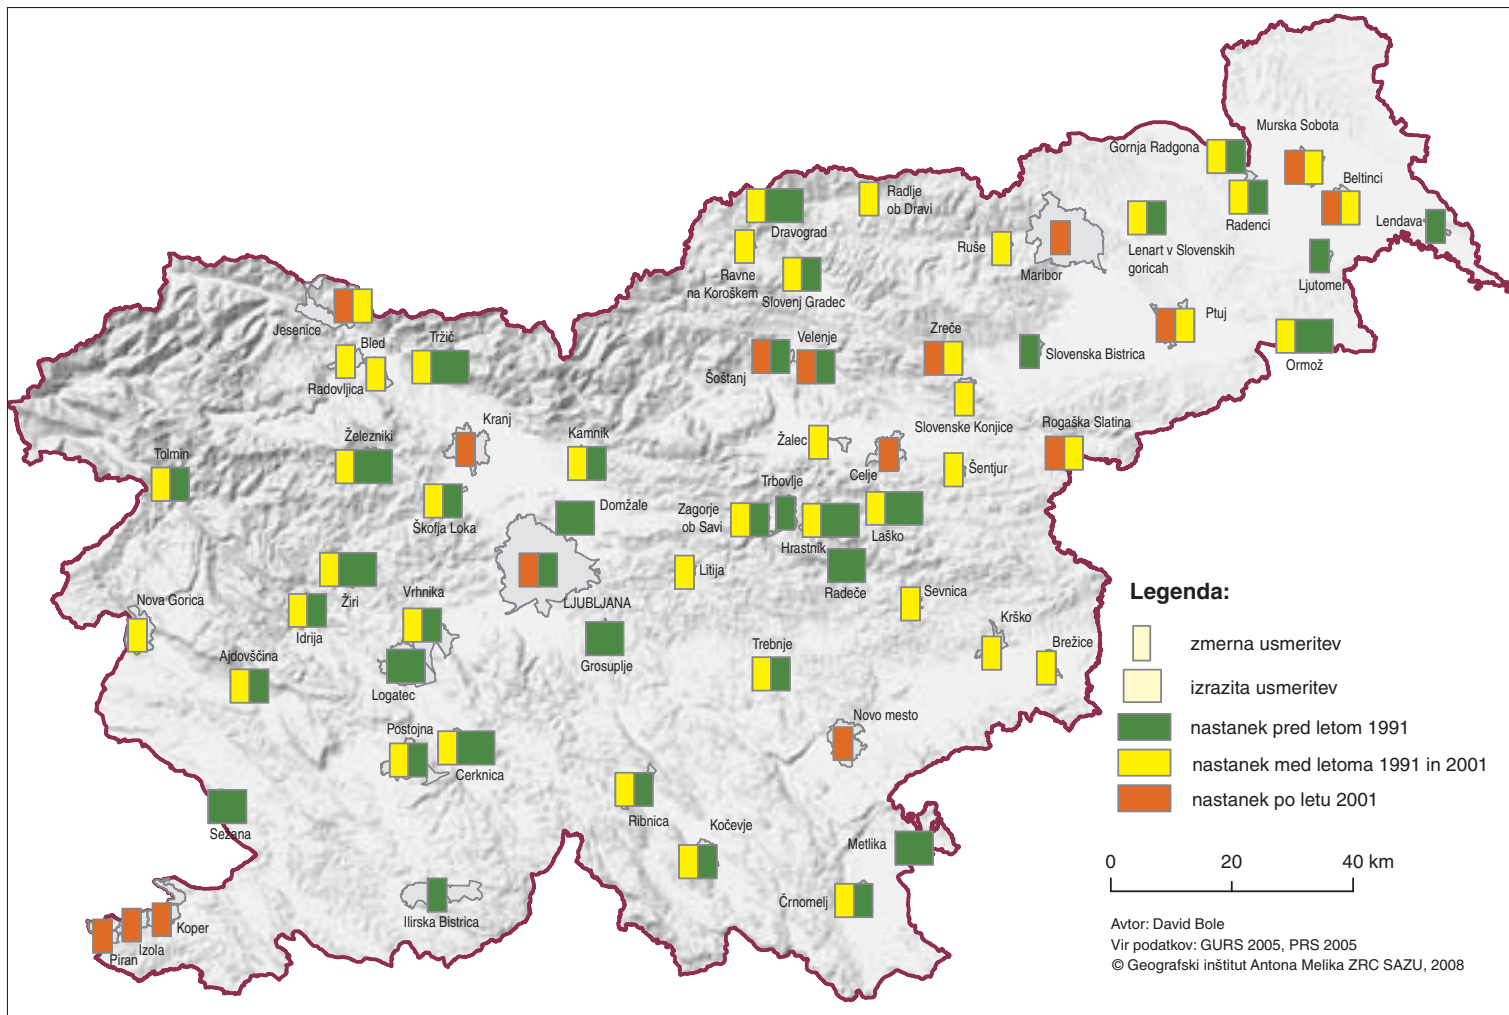 Murska Sobota
Gornja Radgona
Beltinci
Radlje
ob Dravi
Radenci
Lendava
Dravograd
Ruše
Maribor
Lenart v Slovenskih
goricah
Ravne
na Koroškem
Slovenj Gradec
Ljutomer
Jesenice
Bled
Tržič
Velenje
Zreče
Ptuj
Radovljica
Šoštanj
Slovenska Bistrica
Ormož
Kranj
Slovenske Konjice
Rogaška Slatina
Železniki
Kamnik
Žalec
Celje
Šentjur
Tolmin
Škofja Loka
Domžale
Trbovlje
Zagorje
ob Savi
Hrastnik
Laško
Litija
Radeče
Žiri
Vrhnika
LJUBLJANA
Sevnica
Nova Gorica
Idrija
Krško
Brežice
Ajdovščina
Grosuplje
Trebnje
Logatec
Novo mesto
Postojna
Cerknica
Sežana
Ribnica
Kočevje
Metlika
Črnomelj
Ilirska Bistrica
Koper
Izola
Piran
Legenda:
zmerna usmeritev
izrazita usmeritev
nastanek pred letom 1991
nastanek med letoma 1991 in 2001
nastanek po letu 2001
0 20 40 km
Avtor: David Bole
Vir podatkov: GURS 2005, PRS 2005
© Geografski inštitut Antona Melika ZRC SAZU, 2008